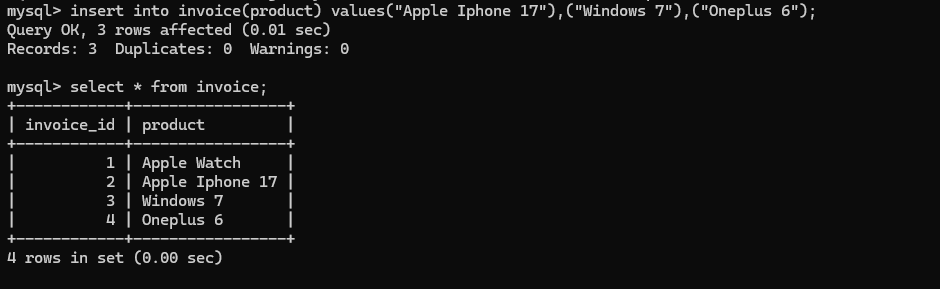 mysql> insert into invoice(product) values("Apple Iphone 17"),("Windows 7"),("Oneplus 6");
Query OK, 3 rows affected (0.01 sec)
Records: 3  Duplicates: 0  Warnings: 0

mysql> select * from invoice;
+------------+-----------------+
| invoice_id | product         |
+------------+-----------------+
|          1 | Apple Watch     |
|          2 | Apple Iphone 17 |
|          3 | Windows 7       |
|          4 | Oneplus 6       |
+------------+-----------------+
4 rows in set (0.00 sec)